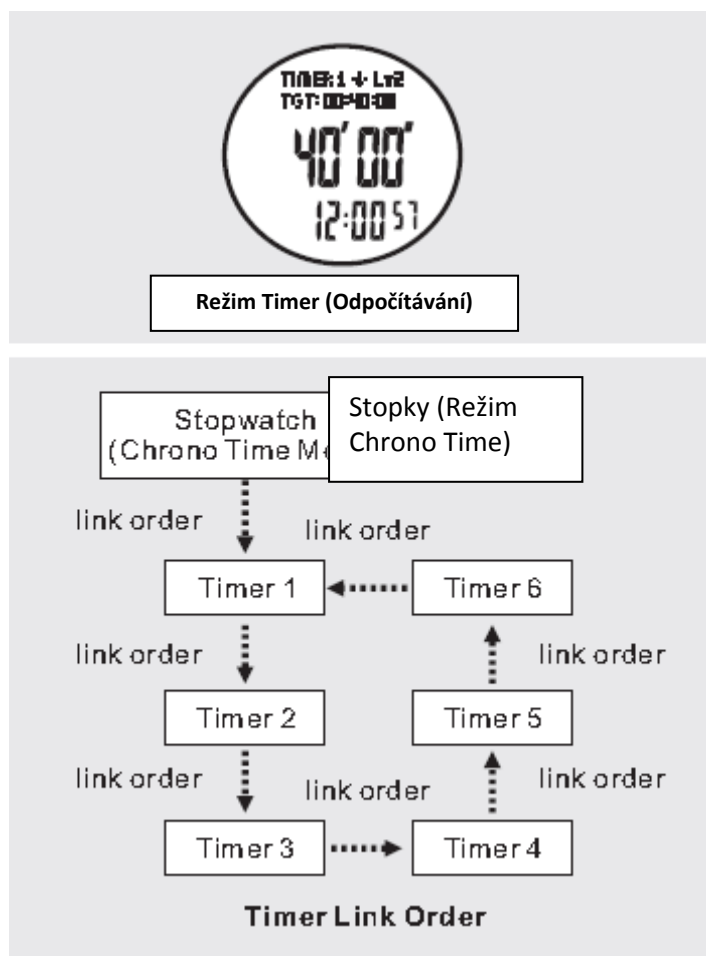 TIMER:1 ↓ Ln2
TGT: 00:40:00
40'00"
12:00 57
Režim Timer (Odpočítávání)
Stopwatch
(Chrono Time M
Stopky (Režim
Chrono Time)
link order
link order
Timer 1
Timer 6
link order
link order
Timer 2
Timer 5
link order
link order
link order
Timer 3
Timer 4
Timer Link Order